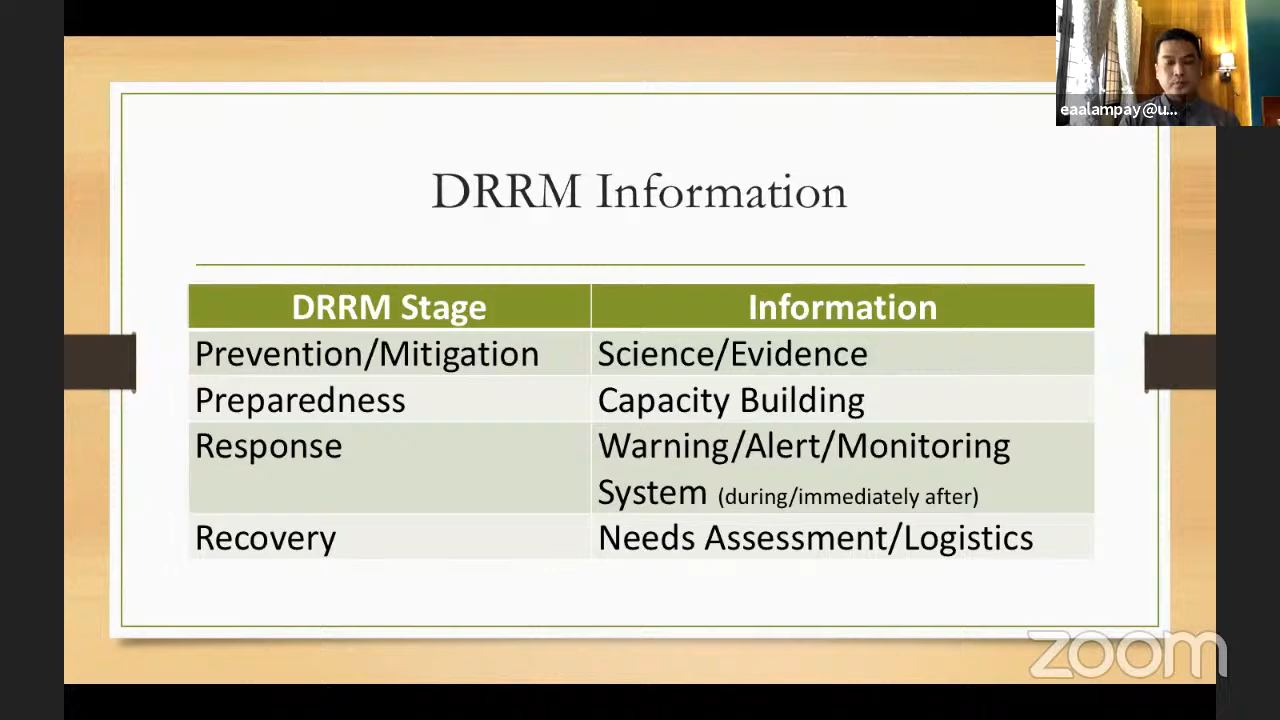 eaalampay@u...
DRRM Information
DRRM Stage Information
Prevention/Mitigation Science/Evidence
Preparedness Capacity Building
Response Warning/Alert/Monitoring
System (during/immediately after)
Recovery Needs Assessment/Logistics
zoom